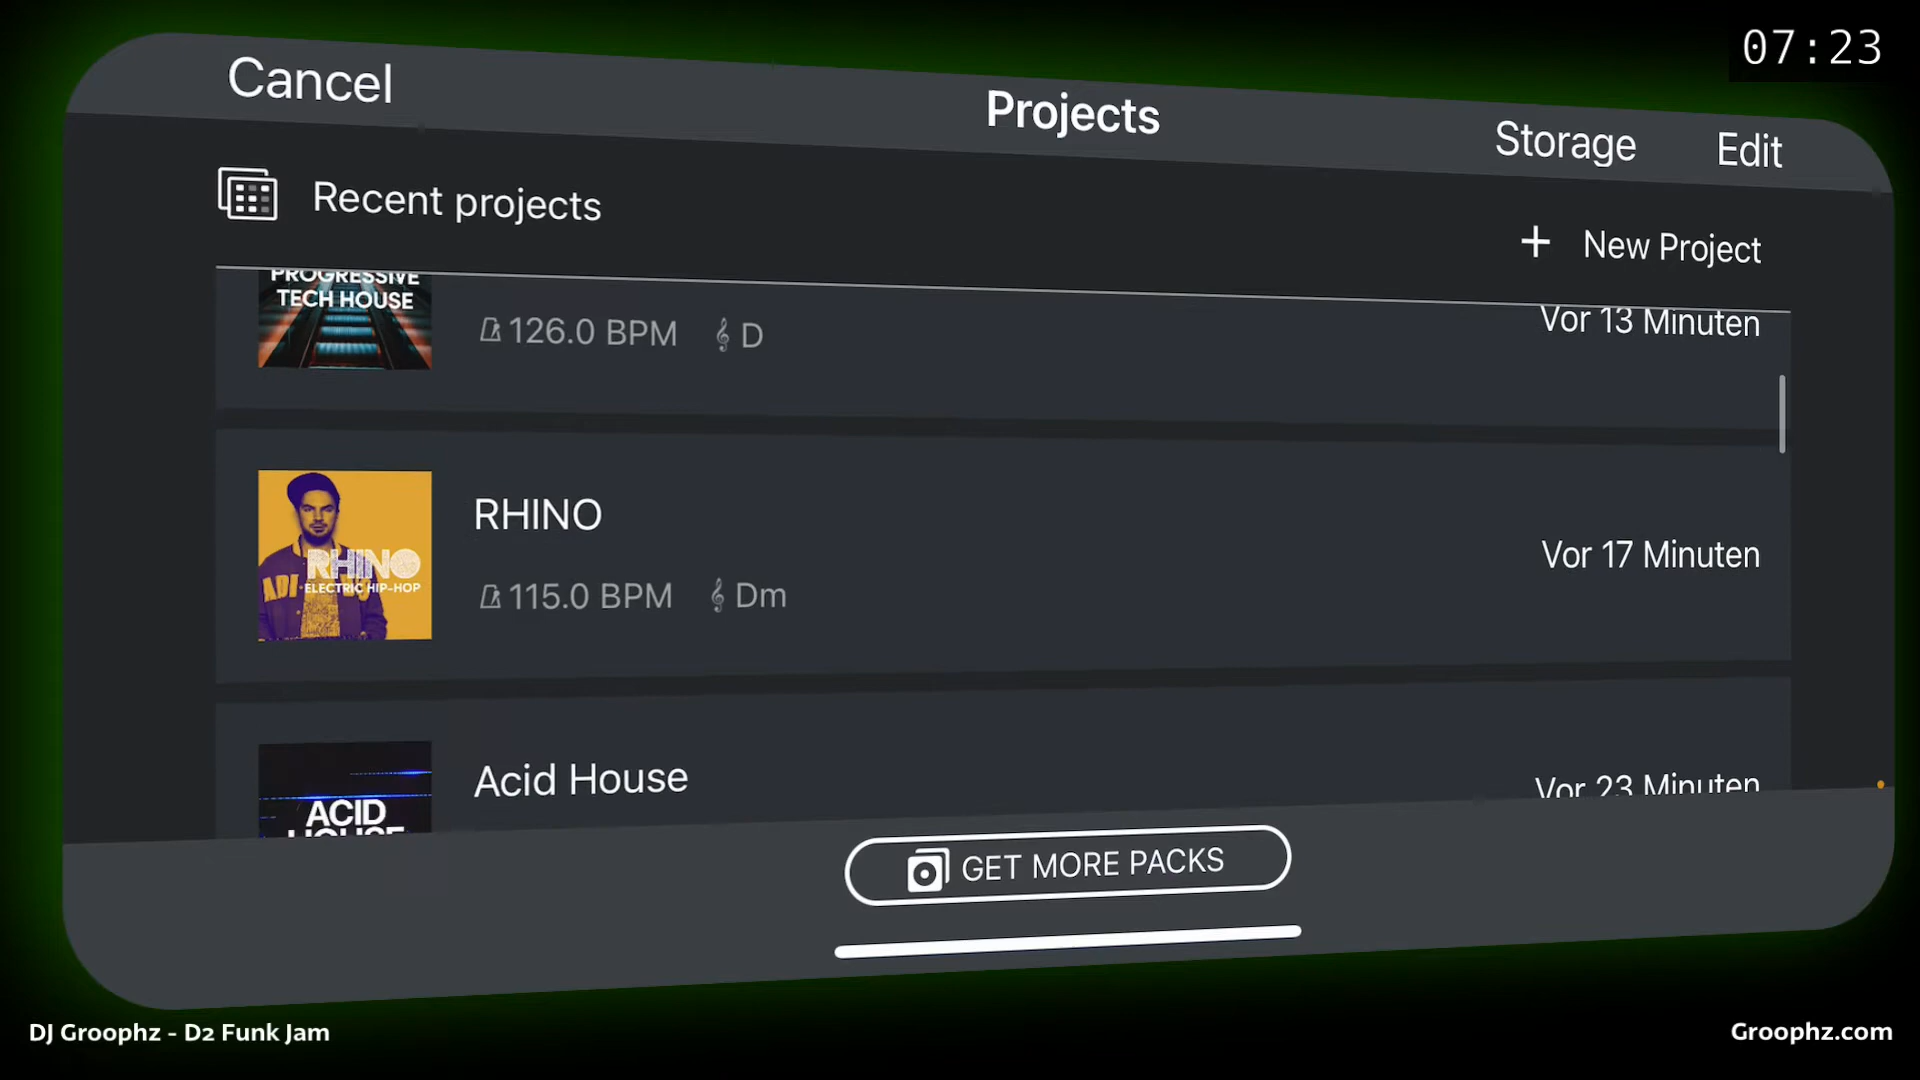 07:23
Cancel
Projects
Storage
Edit
Recent projects
New Project
PROGRESSIVE
TECH HOUSE
126.0 BPM
D
Vor 13 Minuten
RHINO
ELECTRIC HIP-HOP
RHINO
115.0 BPM
Dm
Vor 17 Minuten
ACID
HOUSE
Acid House
Vor 23 Minuten
GET MORE PACKS
DJ Groophz - D2 Funk Jam
Groophz.com